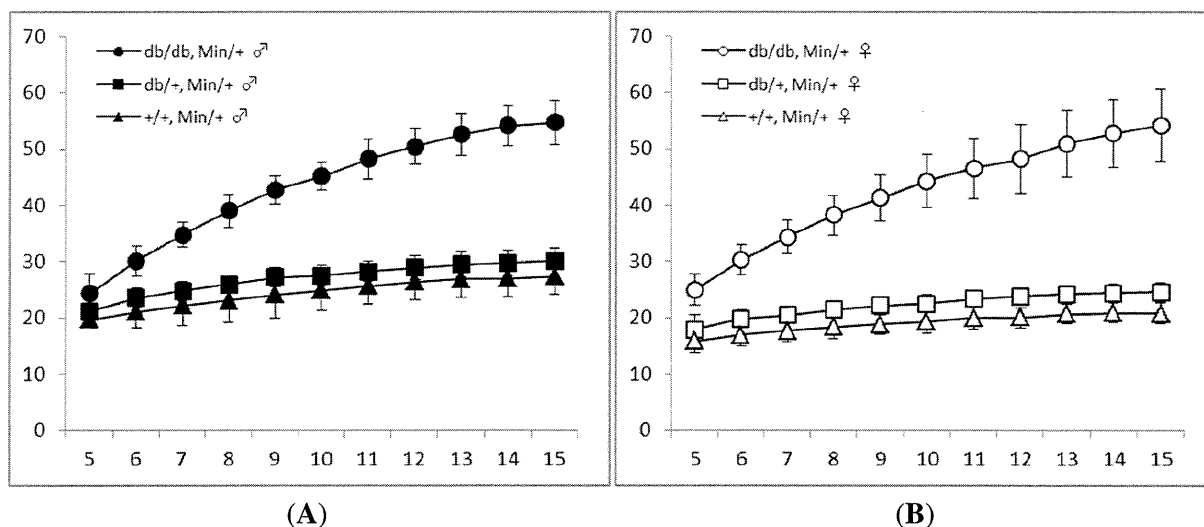 70
60
50
40
30
20
10
0
db/db, Min/+ ♂
db/+, Min/+ ♂
+/+, Min/+ ♂
5 6 7 8 9 10 11 12 13 14 15
(A)
70
60
50
40
30
20
10
0
db/db, Min/+ ♀
db/+, Min/+ ♀
+/+, Min/+ ♀
5 6 7 8 9 10 11 12 13 14 15
(B)